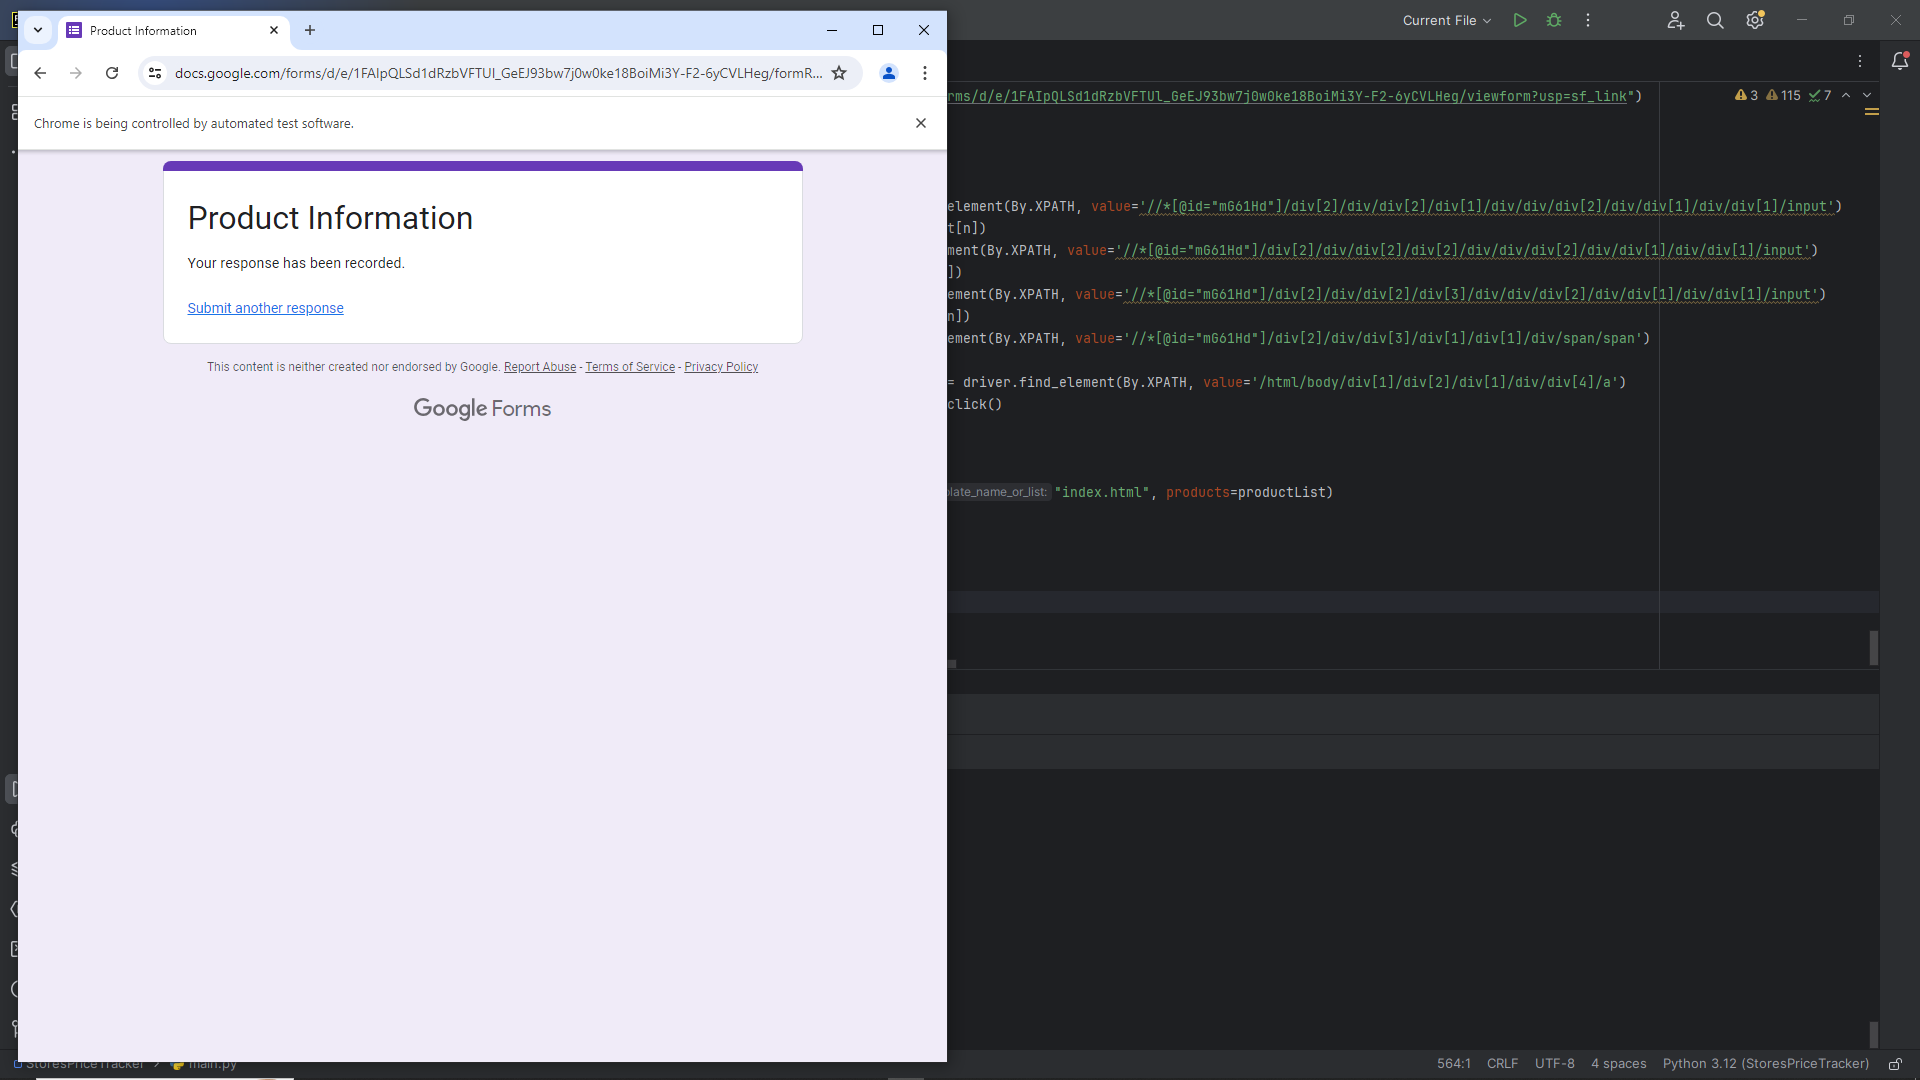 Product Information
docs.google.com/forms/d/e/1FAIpQLSd1dRzbVFTUl_GeEJ93bw7j0w0ke18BoiMi3Y-F2-6yCVLHeg/formR...
Chrome is being controlled by automated test software.
Product Information
Your response has been recorded.
Submit another response
This content is neither created nor endorsed by Google. Report Abuse - Terms of Service - Privacy Policy
Google Forms
Current File
rms/d/e/1FAIpQLSd1dRzbVFTUl_GeEJ93bw7j0w0ke18BoiMi3Y-F2-6yCVLHeg/viewform?usp=sf_link")
3 115 7
element(By.XPATH, value='//*[@id="mG61Hd"]/div[2]/div/div[2]/div[1]/div/div/div[2]/div/div[1]/div/div[1]/input')
t[n])
ment(By.XPATH, value='//*[@id="mG61Hd"]/div[2]/div/div[2]/div[2]/div/div/div[2]/div/div[1]/div/div[1]/input')
])
ement(By.XPATH, value='//*[@id="mG61Hd"]/div[2]/div/div[2]/div[3]/div/div/div[2]/div/div[1]/div/div[1]/input')
n])
ement(By.XPATH, value='//*[@id="mG61Hd"]/div[2]/div/div[3]/div[1]/div[1]/div/span/span')
= driver.find_element(By.XPATH, value='/html/body/div[1]/div[2]/div[1]/div/div[4]/a')
click()
plate_name_or_list: "index.html", products=productList)
StoresPriceTracker > main.py
564:1 CRLF UTF-8 4 spaces Python 3.12 (StoresPriceTracker)